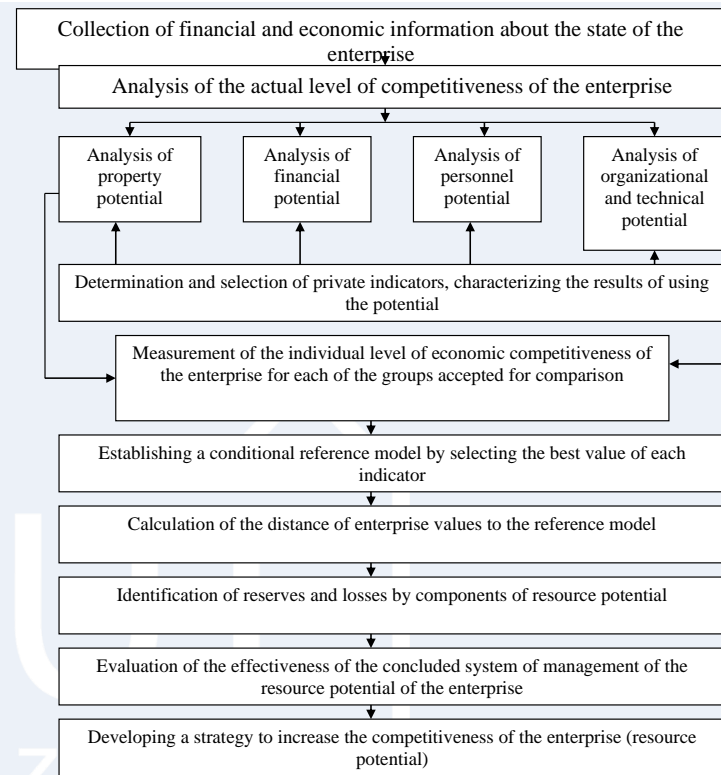 Collection of financial and economic information about the state of the
enterprise
Analysis of the actual level of competitiveness of the enterprise
Analysis of
property
potential
Analysis of
financial
potential
Analysis of
personnel
potential
Analysis of
organizational
and technical
potential
Determination and selection of private indicators, characterizing the results of using
the potential
Measurement of the individual level of economic competitiveness of
the enterprise for each of the groups accepted for comparison
Establishing a conditional reference model by selecting the best value of each
indicator
Calculation of the distance of enterprise values to the reference model
Identification of reserves and losses by components of resource potential
Evaluation of the effectiveness of the concluded system of management of the
resource potential of the enterprise
Developing a strategy to increase the competitiveness of the enterprise (resource
potential)